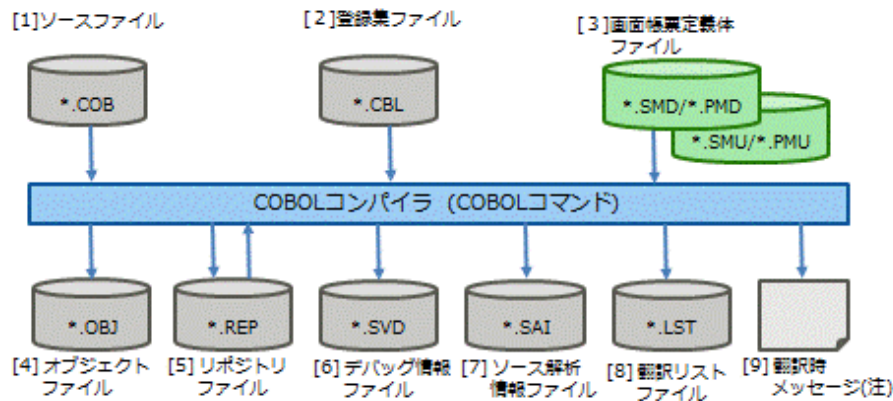 [1]ソースファイル
[2]登録集ファイル
[3]画面帳票定義体
ファイル
*.COB
*.CBL
*.SMD/*.PMD
*.SMU/*.PMU
COBOLコンパイラ (COBOLコマンド)
*.OBJ
*.REP
*.SVD
*.SAI
*.LST
[4]オブジェクト
ファイル
[5]リポジトリ
ファイル
[6]デバッグ情報
ファイル
[7]ソース解析
情報ファイル
[8]翻訳リスト
ファイル
[9]翻訳時
メッセージ(注)